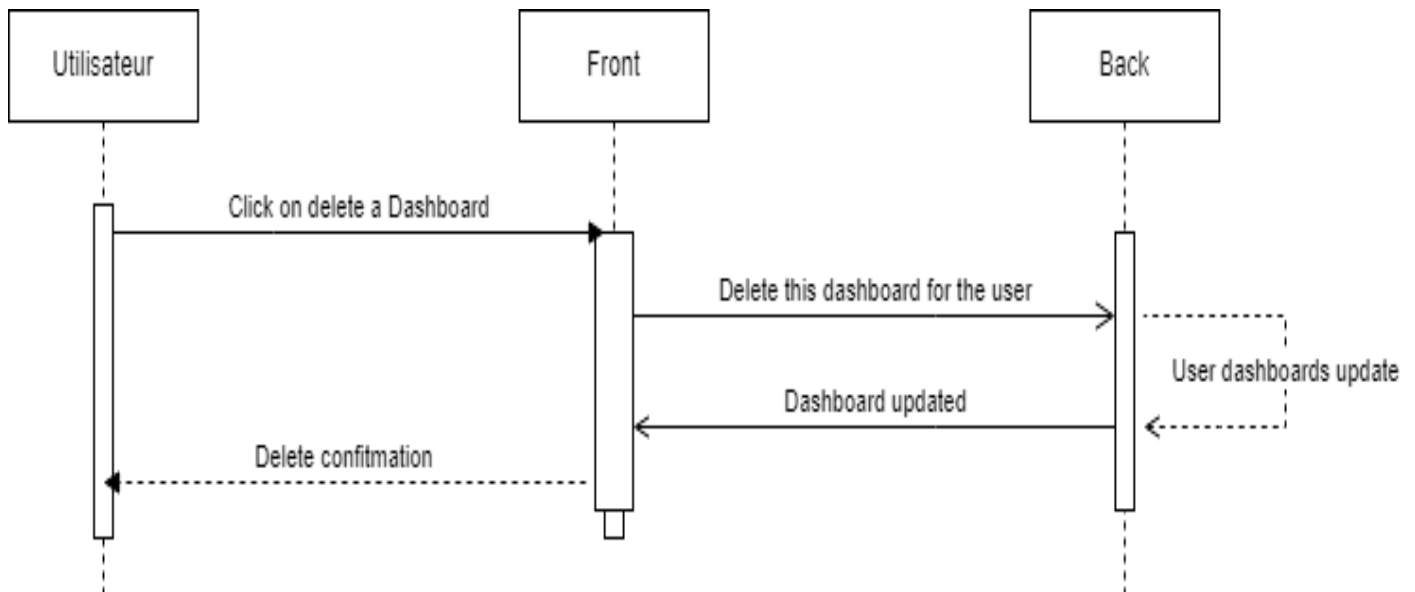 Utilisateur
Front
Back
Click on delete a Dashboard
Delete this dashboard for the user
User dashboards update
Dashboard updated
Delete confitmation